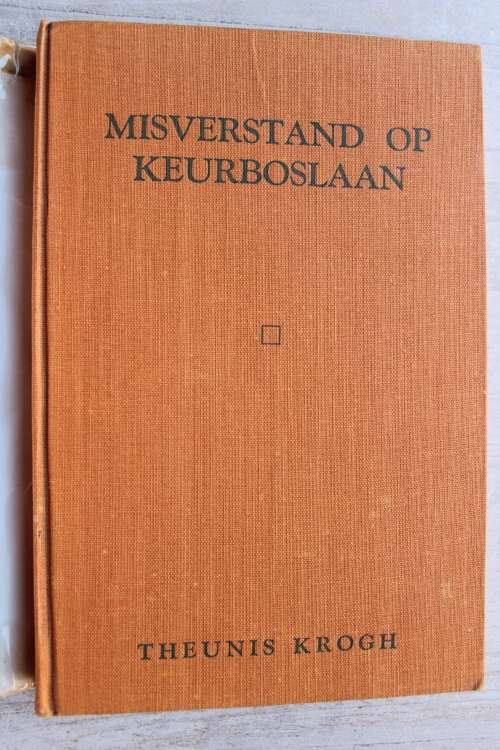 MISVERSTAND OP
KEURBOSLAAN
THEUNIS KROGH